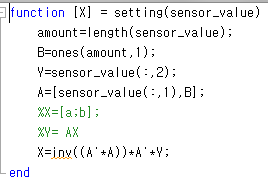 function [X] = setting(sensor_value)
amount=length(sensor_value);
B=ones(amount,1);
Y=sensor_value(:,2);
A=[sensor_value(:,1),B];
%X=[a;b];
%Y= AX
X=inv((A'*A))*A'*Y;
end